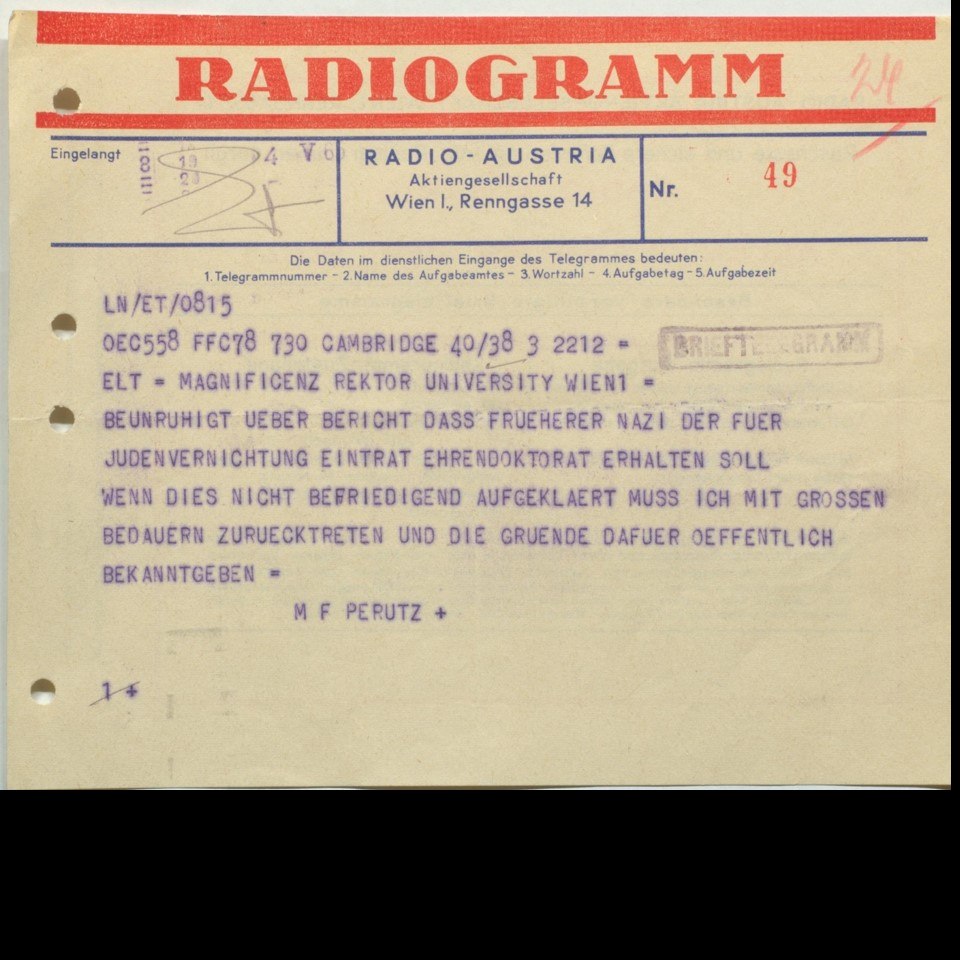 RADIOGRAMM
24
Eingelangt
4 V 60
RADIO-AUSTRIA
Aktiengesellschaft
Wien I., Renngasse 14
Nr. 49
Die Daten im dienstlichen Eingange des Telegrammes bedeuten:
1. Telegrammnummer – 2. Name des Aufgabeamtes – 3. Wortzahl – 4. Aufgabetag – 5. Aufgabezeit
LN/ET/0815
OEC558 FFC78 730 CAMBRIDGE 40/38 3 2212 =
BRIEFTELEGRAMM
ELT = MAGNIFICENZ REKTOR UNIVERSITY WIEN1 =
BEUNRUHIGT UEBER BERICHT DASS FRUEHERER NAZI DER FUER
JUDENVERNICHTUNG EINTRAT EHRENDOKTORAT ERHALTEN SOLL
WENN DIES NICHT BEFRIEDIGEND AUFGEKLAERT MUSS ICH MIT GROSSEN
BEDAUERN ZURUECKTRETEN UND DIE GRUENDE DAFUER OEFFENTLICH
BEKANNTGEBEN =
M F PERUTZ +
1 +